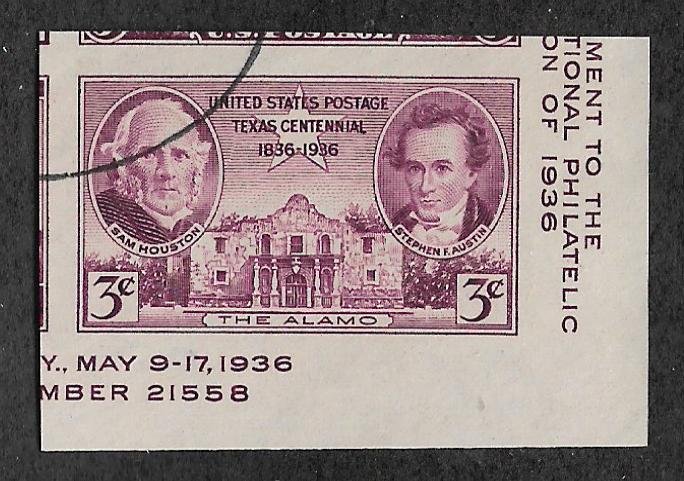 U.S. POSTAGE
UNITED STATES POSTAGE
TEXAS CENTENNIAL
1836-1936
SAM HOUSTON
STEPHEN F. AUSTIN
3¢
3¢
THE ALAMO
MENT TO THE
TIONAL PHILATELIC
ON OF 1936
Y., MAY 9-17, 1936
MBER 21558